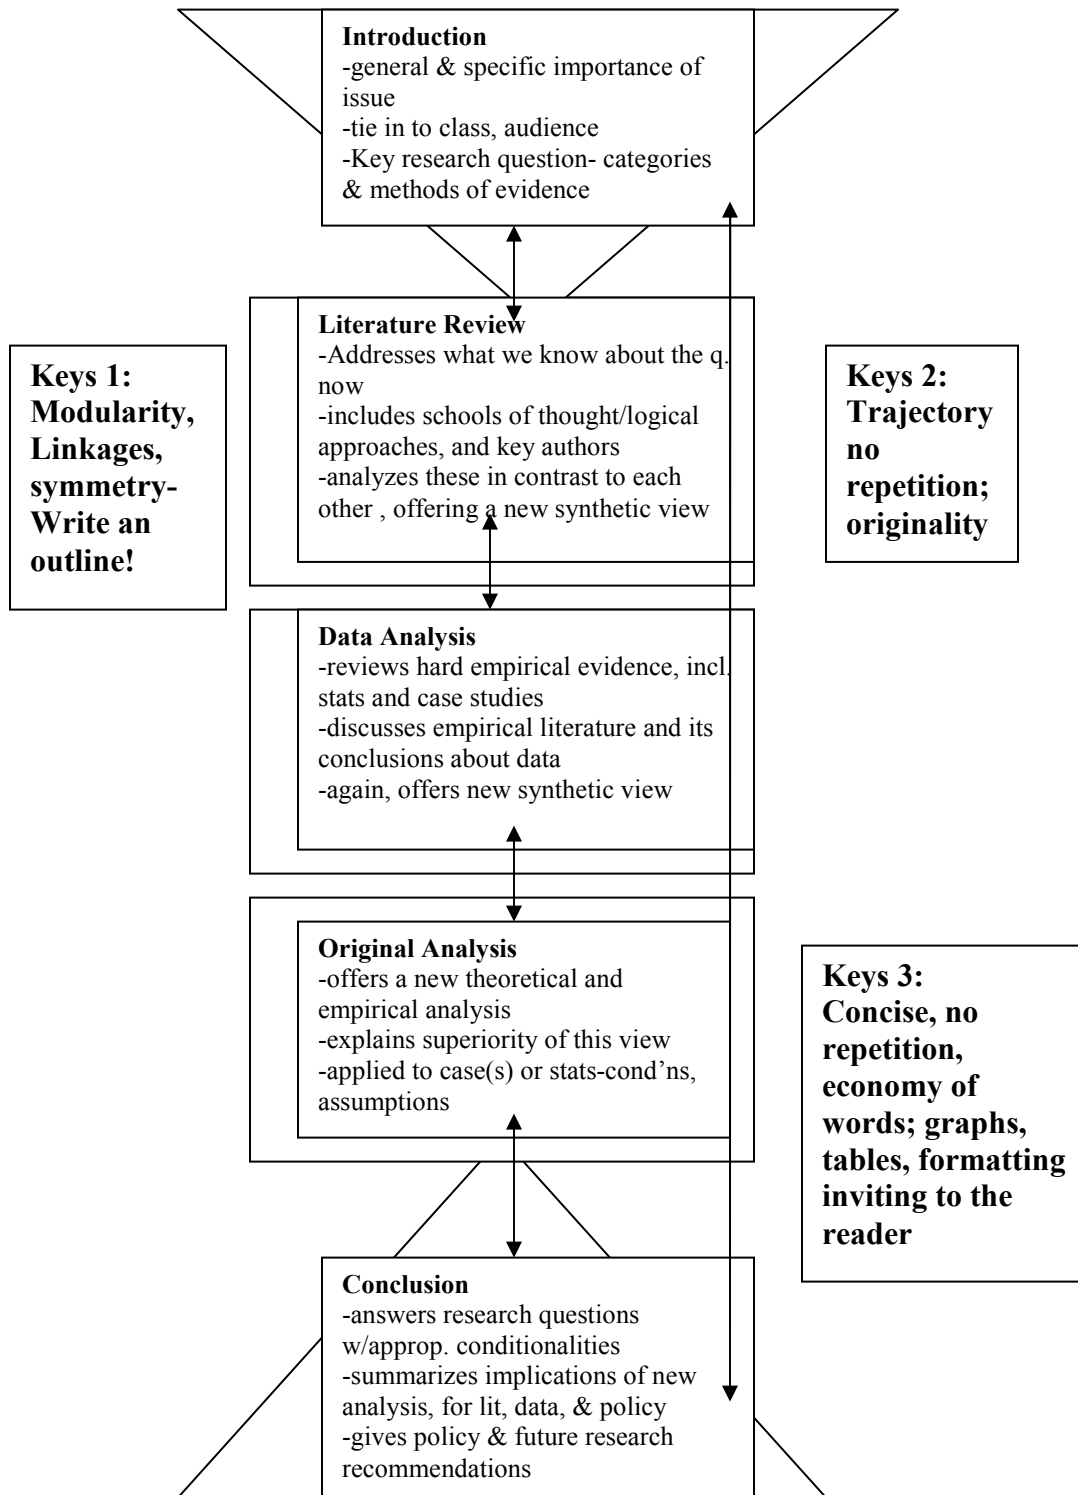 Introduction
-general & specific importance of
issue
-tie in to class, audience
-Key research question- categories
& methods of evidence
Literature Review
-Addresses what we know about the q.
now
-includes schools of thought/logical
approaches, and key authors
-analyzes these in contrast to each
other , offering a new synthetic view
Keys 1:
Modularity,
Linkages,
symmetry-
Write an
outline!
Keys 2:
Trajectory
no
repetition;
originality
Data Analysis
-reviews hard empirical evidence, incl.
stats and case studies
-discusses empirical literature and its
conclusions about data
-again, offers new synthetic view
Original Analysis
-offers a new theoretical and
empirical analysis
-explains superiority of this view
-applied to case(s) or stats-cond’ns,
assumptions
Keys 3:
Concise, no
repetition,
economy of
words; graphs,
tables, formatting
inviting to the
reader
Conclusion
-answers research questions
w/approp. conditionalities
-summarizes implications of new
analysis, for lit, data, & policy
-gives policy & future research
recommendations